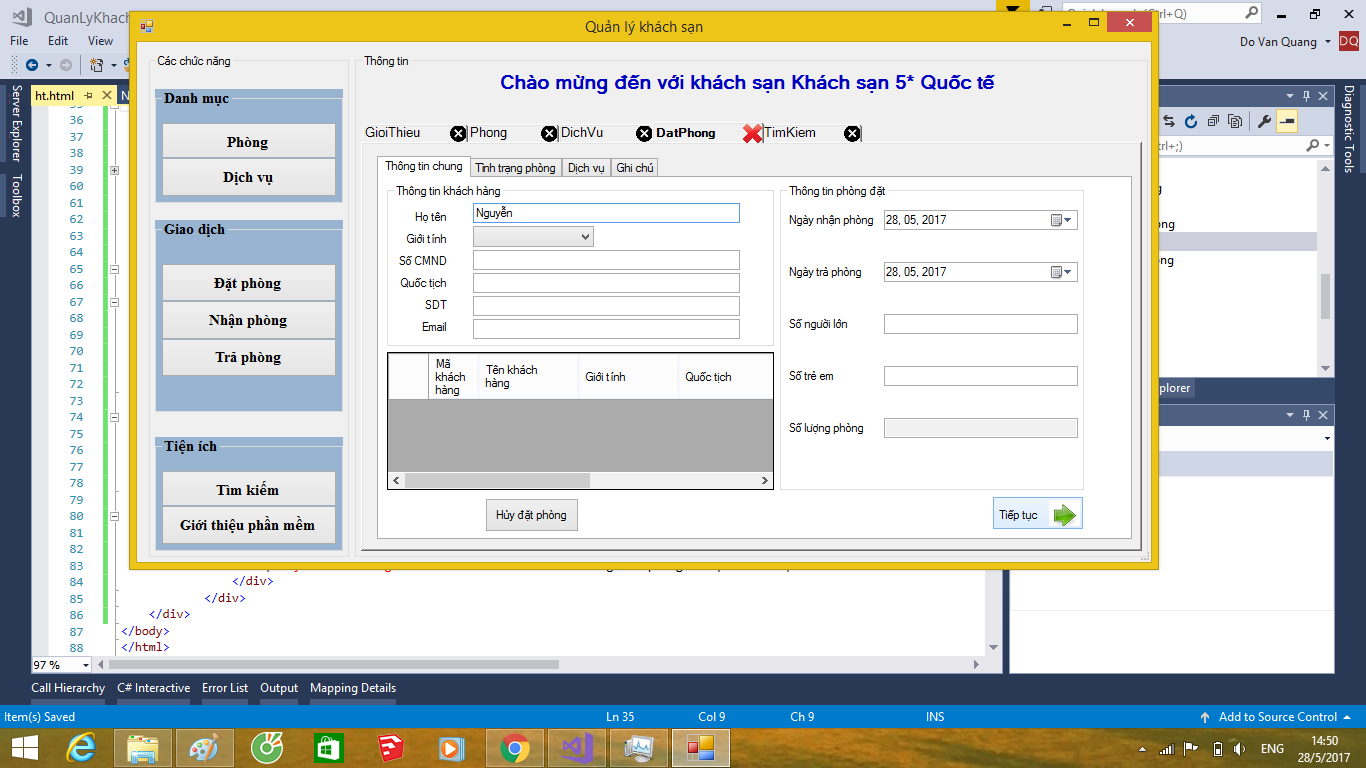 QuanLyKhach
Quick Launch (Ctrl+Q)
File Edit View
Do Van Quang
DQ
Quản lý khách sạn
Các chức năng
Danh mục
Phòng
Dịch vụ
Giao dịch
Đặt phòng
Nhận phòng
Trả phòng
Tiện ích
Tìm kiếm
Giới thiệu phần mềm
Thông tin
Chào mừng đến với khách sạn Khách sạn 5* Quốc tế
GioiThieu Phong DichVu DatPhong TimKiem
Thông tin chung Tình trạng phòng Dịch vụ Ghi chú
Thông tin khách hàng
Họ tên Nguyễn
Giới tính
Số CMND
Quốc tịch
SDT
Email
Mã khách hàng Tên khách hàng Giới tính Quốc tịch
Hủy đặt phòng
Thông tin phòng đặt
Ngày nhận phòng 28, 05, 2017
Ngày trả phòng 28, 05, 2017
Số người lớn
Số trẻ em
Số lượng phòng
Tiếp tục
Server Explorer
Toolbox
ht.html
36
37
38
39
60
61
62
63
64
65
66
67
68
69
70
71
72
73
74
75
76
77
78
79
80
81
82
83
84 </div>
85 </div>
86 </div>
87 </body>
88 </html>
97 %
Diagnostic Tools
Call Hierarchy C# Interactive Error List Output Mapping Details
Item(s) Saved Ln 35 Col 9 Ch 9 INS Add to Source Control
ENG
14:50
28/5/2017